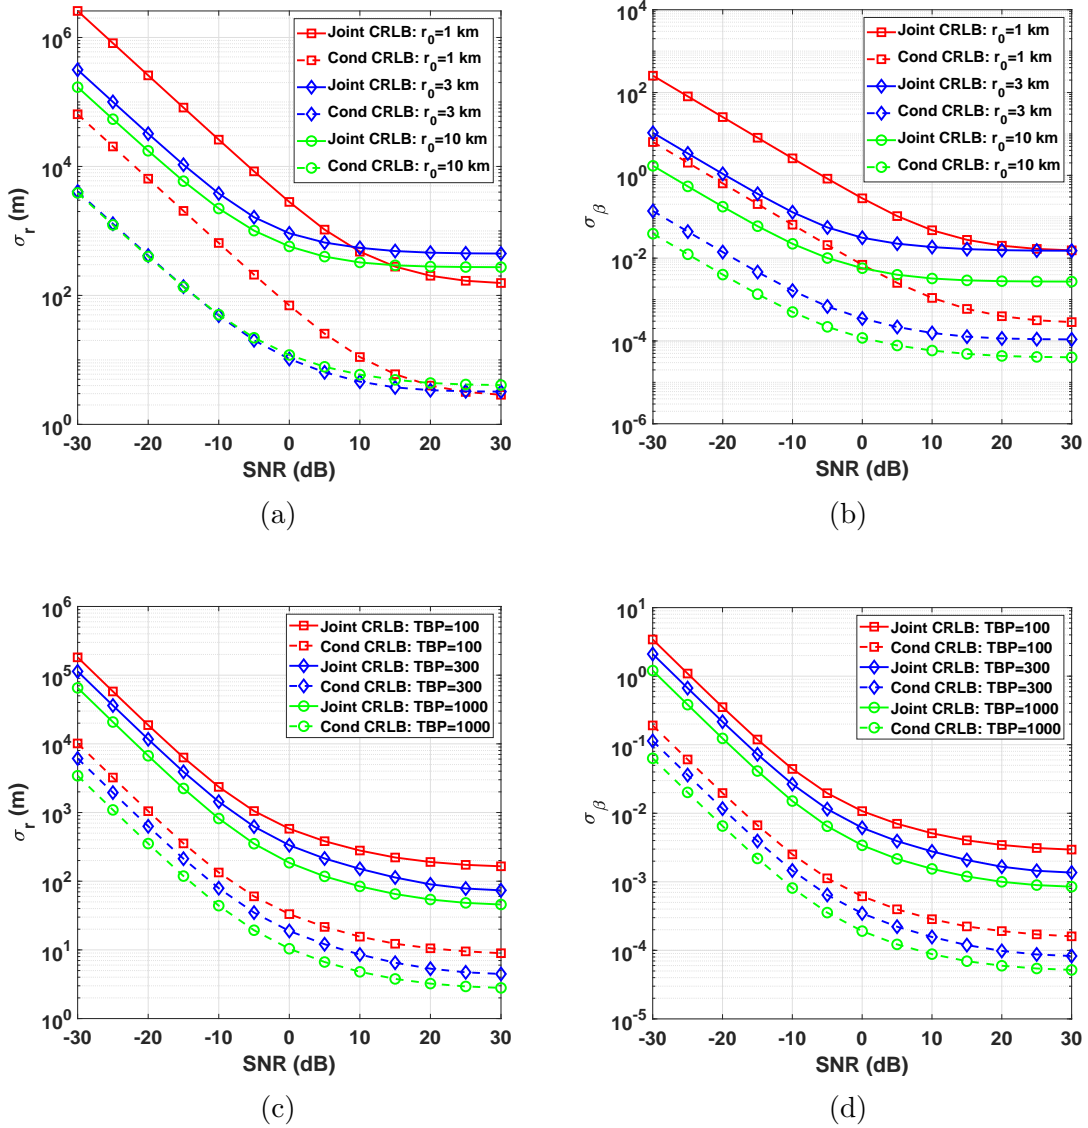 10^6
10^4
10^2
10^0
σ_r (m)
-30 -20 -10 0 10 20 30
SNR (dB)
Joint CRLB: r_0=1 km
Cond CRLB: r_0=1 km
Joint CRLB: r_0=3 km
Cond CRLB: r_0=3 km
Joint CRLB: r_0=10 km
Cond CRLB: r_0=10 km
(a)
10^4
10^2
10^0
10^-2
10^-4
10^-6
σ_β
-30 -20 -10 0 10 20 30
SNR (dB)
Joint CRLB: r_0=1 km
Cond CRLB: r_0=1 km
Joint CRLB: r_0=3 km
Cond CRLB: r_0=3 km
Joint CRLB: r_0=10 km
Cond CRLB: r_0=10 km
(b)
10^6
10^5
10^4
10^3
10^2
10^1
10^0
σ_r (m)
-30 -20 -10 0 10 20 30
SNR (dB)
Joint CRLB: TBP=100
Cond CRLB: TBP=100
Joint CRLB: TBP=300
Cond CRLB: TBP=300
Joint CRLB: TBP=1000
Cond CRLB: TBP=1000
(c)
10^1
10^0
10^-1
10^-2
10^-3
10^-4
10^-5
σ_β
-30 -20 -10 0 10 20 30
SNR (dB)
Joint CRLB: TBP=100
Cond CRLB: TBP=100
Joint CRLB: TBP=300
Cond CRLB: TBP=300
Joint CRLB: TBP=1000
Cond CRLB: TBP=1000
(d)